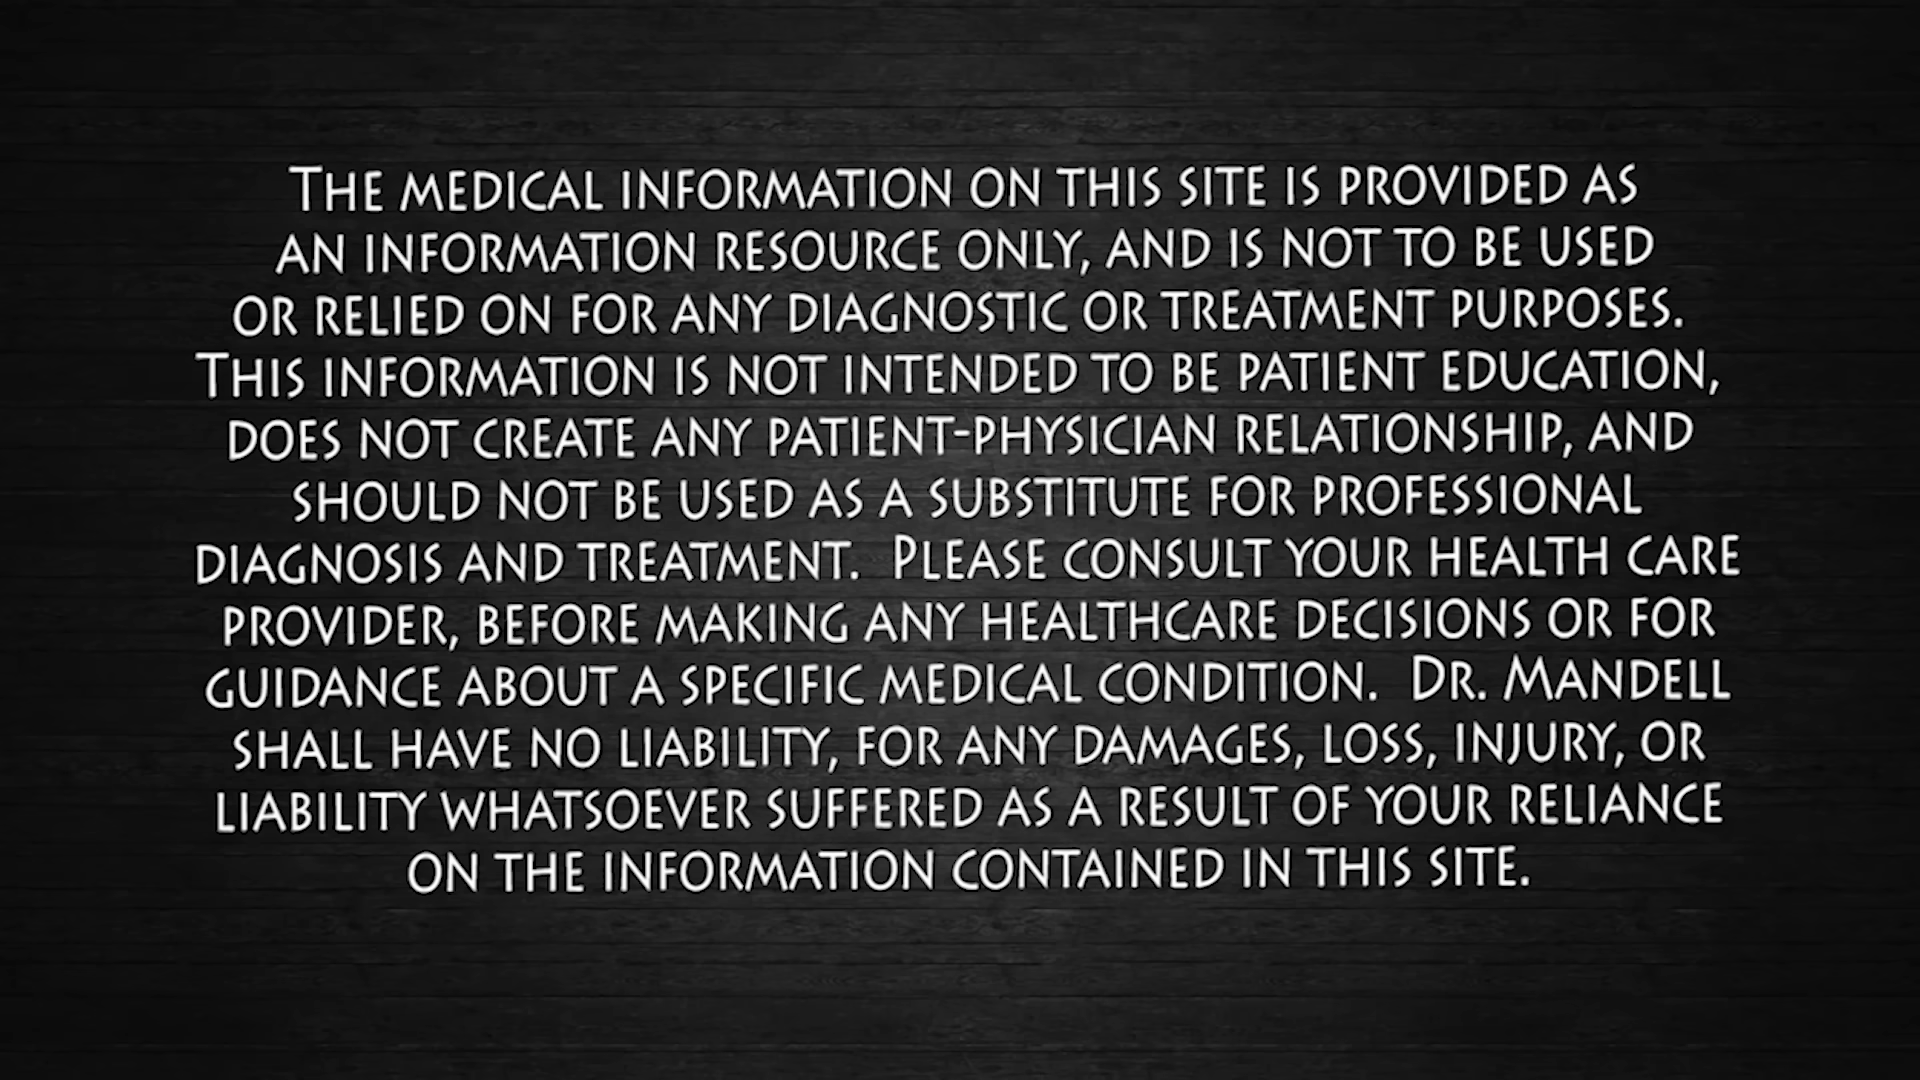 The medical information on this site is provided as
an information resource only, and is not to be used
or relied on for any diagnostic or treatment purposes.
This information is not intended to be patient education,
does not create any patient-physician relationship, and
should not be used as a substitute for professional
diagnosis and treatment.  Please consult your health care
provider, before making any healthcare decisions or for
guidance about a specific medical condition.  Dr. Mandell
shall have no liability, for any damages, loss, injury, or
liability whatsoever suffered as a result of your reliance
on the information contained in this site.